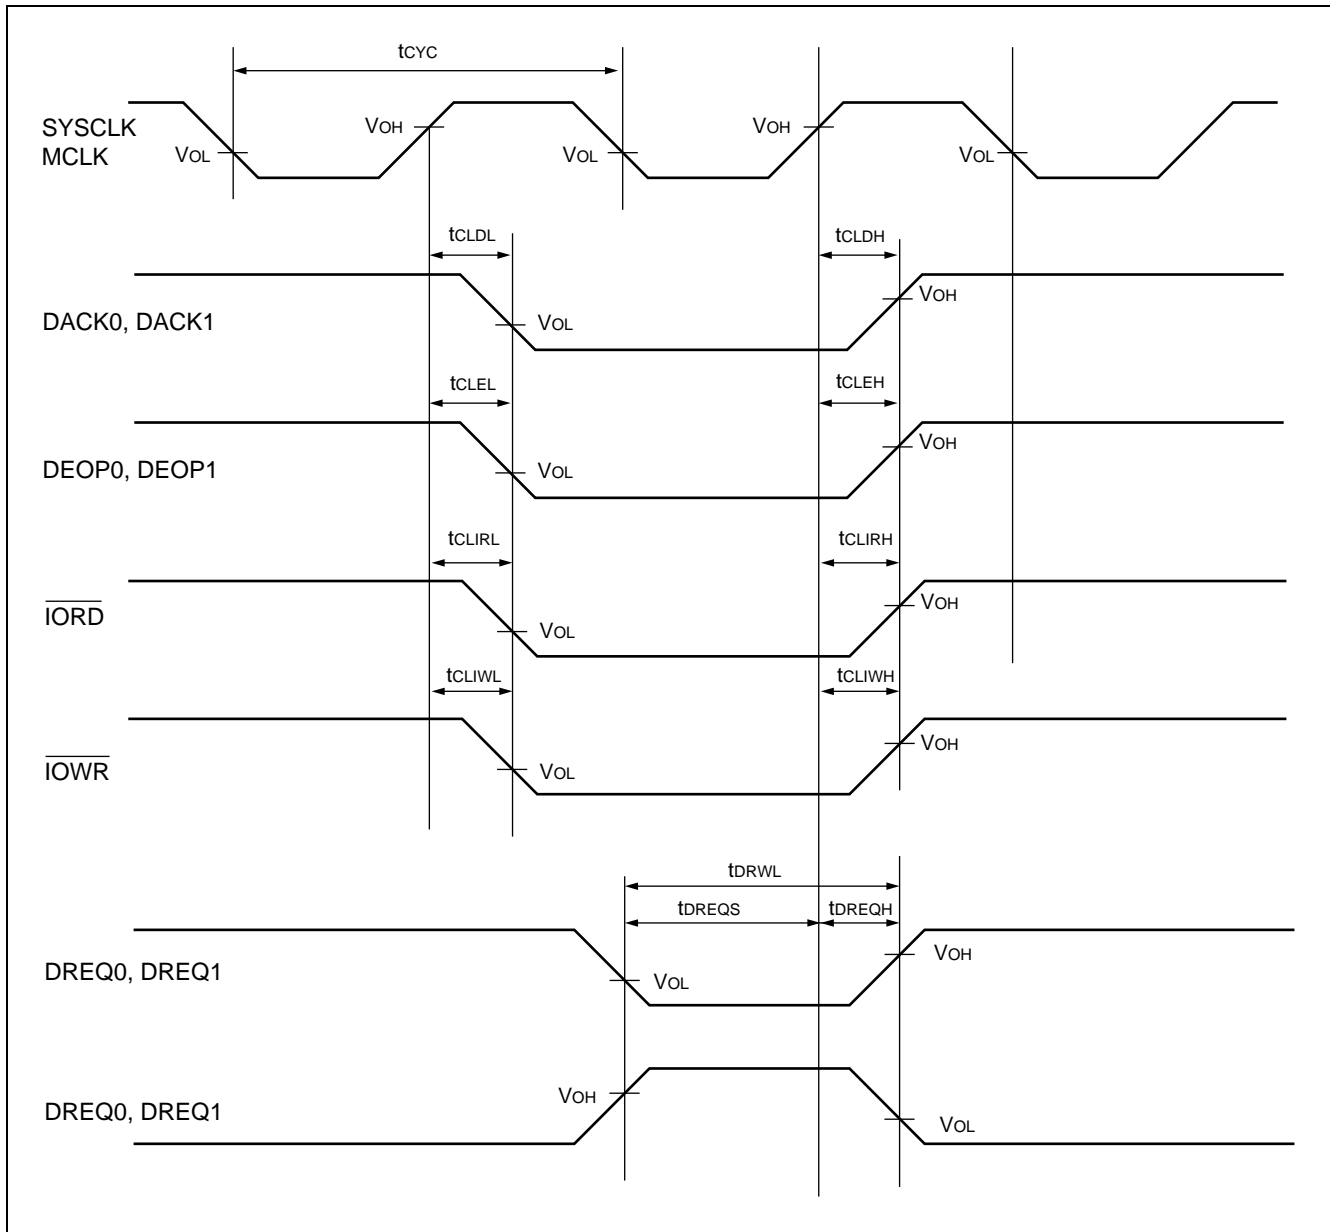 tCYC
SYSCLK
MCLK
VOL
VOH
VOL
VOH
VOL
tCLDL
tCLDH
DACK0, DACK1
VOL
VOH
tCLEL
tCLEH
DEOP0, DEOP1
VOL
VOH
tCLIRL
tCLIRH
IORD
VOL
VOH
tCLIWL
tCLIWH
IOWR
VOL
VOH
tDRWL
tDREQS
tDREQH
DREQ0, DREQ1
VOL
VOH
DREQ0, DREQ1
VOH
VOL